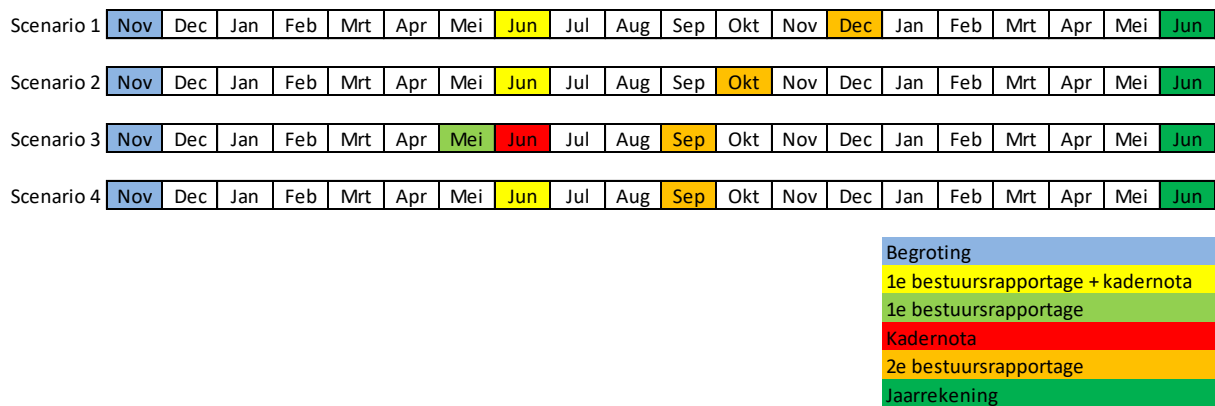 Scenario 1 Nov Dec Jan Feb Mrt Apr Mei Jun Jul Aug Sep Okt Nov Dec Jan Feb Mrt Apr Mei Jun
Scenario 2 Nov Dec Jan Feb Mrt Apr Mei Jun Jul Aug Sep Okt Nov Dec Jan Feb Mrt Apr Mei Jun
Scenario 3 Nov Dec Jan Feb Mrt Apr Mei Jun Jul Aug Sep Okt Nov Dec Jan Feb Mrt Apr Mei Jun
Scenario 4 Nov Dec Jan Feb Mrt Apr Mei Jun Jul Aug Sep Okt Nov Dec Jan Feb Mrt Apr Mei Jun
Begroting
1e bestuursrapportage + kadernota
1e bestuursrapportage
Kadernota
2e bestuursrapportage
Jaarrekening